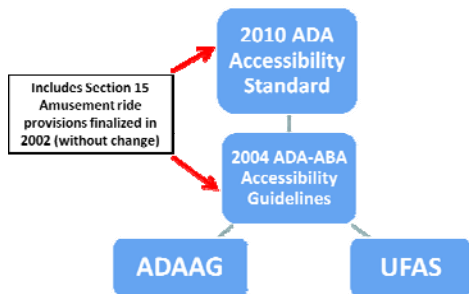 2010 ADA
Accessibility
Standard
Includes Section 15
Amusement ride
provisions finalized in
2002 (without change)
2004 ADA-ABA
Accessibility
Guidelines
ADAAG
UFAS